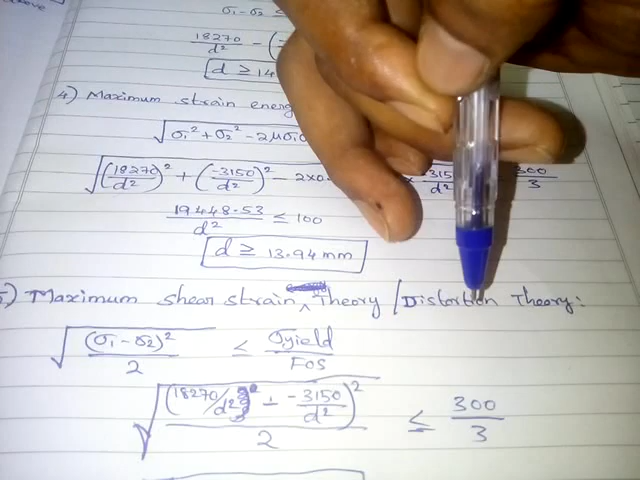 above
σ1 - σ2 ≤
18270/d² - (
d ≥ 14
4) Maximum strain energ
√σ1² + σ2² - 2μσ1σ
√(18270/d²)² + (-3150/d²)² - 2x0. x -315/d² 300/3
19448.53/d² ≤ 100
d ≥ 13.94 mm
5) Maximum shear strain ^ Theory / Distortion Theory:
√(σ1 - σ2)²/2 ≤ σyield/FOS
√(18270/d² - -3150/d²)²/2 ≤ 300/3